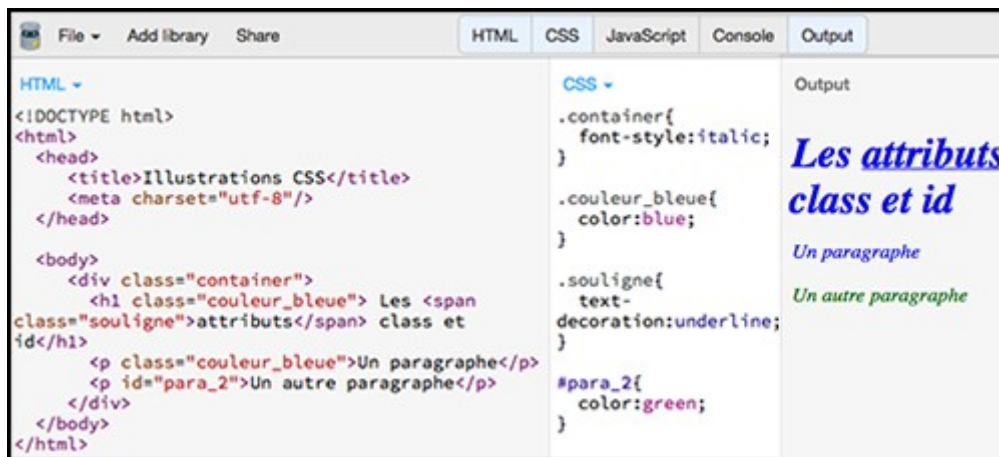 File Add library Share HTML CSS JavaScript Console Output
HTML
<!DOCTYPE html>
<html>
<head>
<title>Illustrations CSS</title>
<meta charset="utf-8"/>
</head>
<body>
<div class="container">
<h1 class="couleur_bleue"> Les <span
class="souligne">attributs</span> class et
id</h1>
<p class="couleur_bleue">Un paragraphe</p>
<p id="para_2">Un autre paragraphe</p>
</div>
</body>
</html>
CSS
.container{
font-style:italic;
}
.couleur_bleue{
color:blue;
}
.souligne{
text-
decoration:underline;
}
#para_2{
color:green;
}
Output
Les attributs
class et id
Un paragraphe
Un autre paragraphe